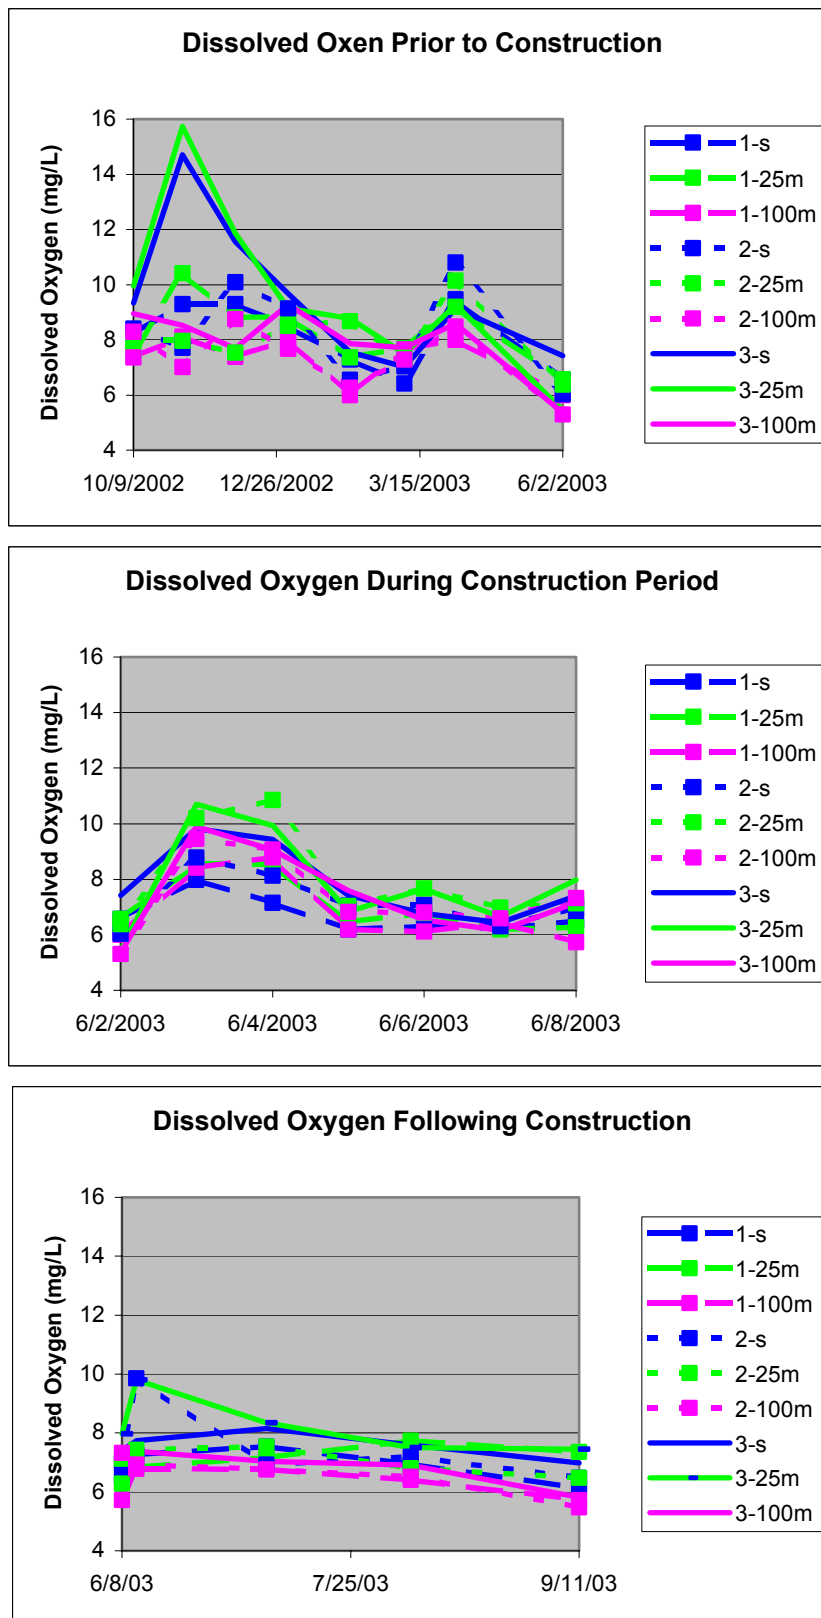 Dissolved Oxen Prior to Construction
Dissolved Oxygen (mg/L)
16
14
12
10
8
6
4
10/9/2002 12/26/2002 3/15/2003 6/2/2003
1-s
1-25m
1-100m
2-s
2-25m
2-100m
3-s
3-25m
3-100m
Dissolved Oxygen During Construction Period
Dissolved Oxygen (mg/L)
16
14
12
10
8
6
4
6/2/2003 6/4/2003 6/6/2003 6/8/2003
1-s
1-25m
1-100m
2-s
2-25m
2-100m
3-s
3-25m
3-100m
Dissolved Oxygen Following Construction
Dissolved Oxygen (mg/L)
16
14
12
10
8
6
4
6/8/03 7/25/03 9/11/03
1-s
1-25m
1-100m
2-s
2-25m
2-100m
3-s
3-25m
3-100m